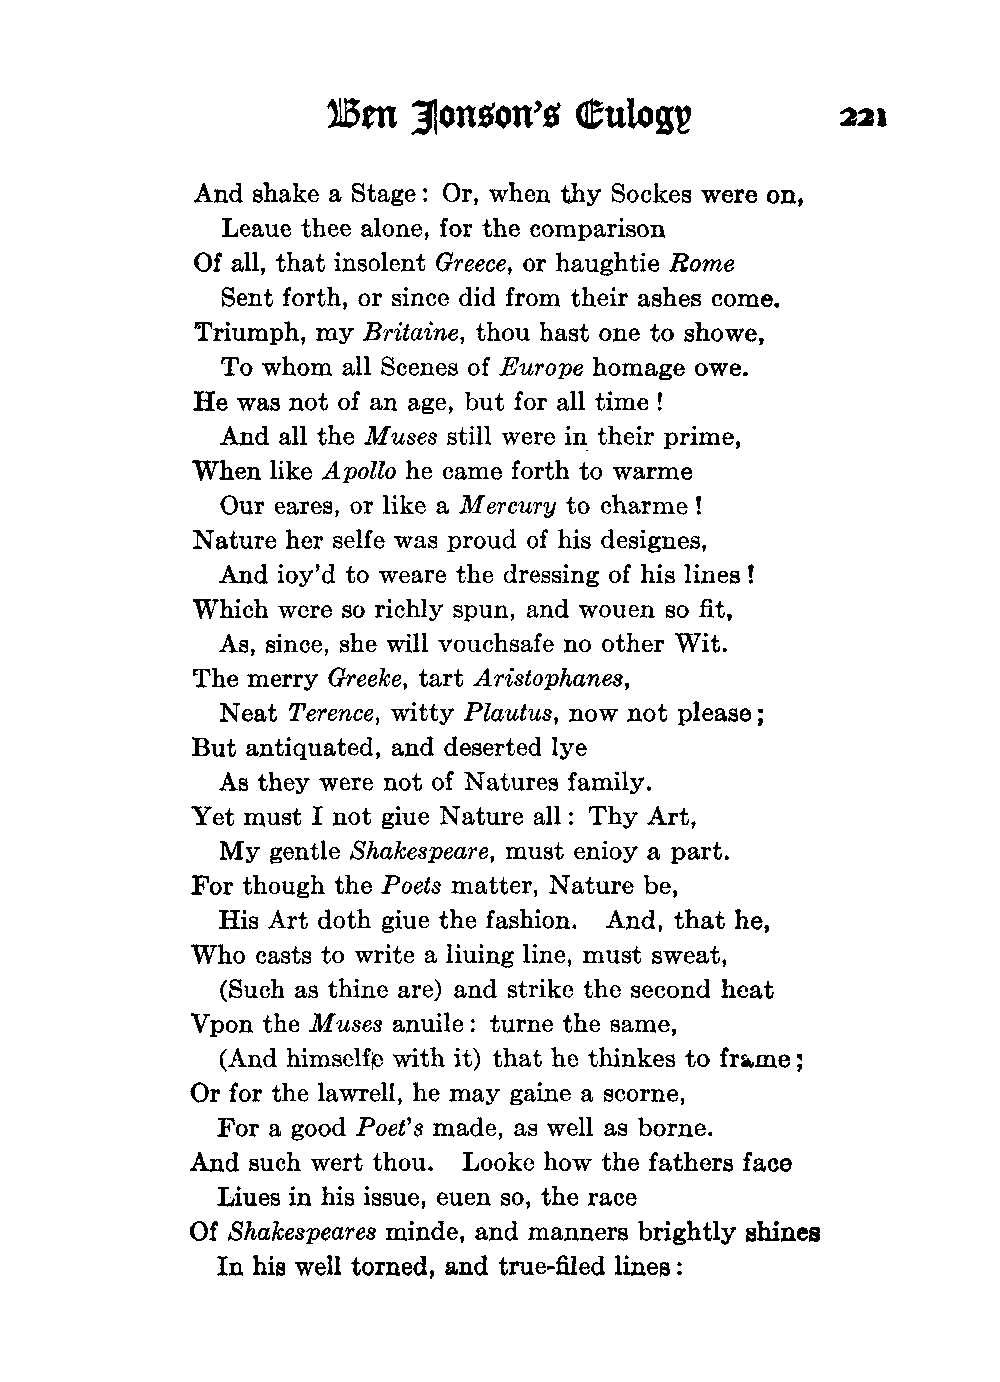 Ben Jonson's Eulogy 221
And shake a Stage: Or, when thy Sockes were on,
Leaue thee alone, for the comparison
Of all, that insolent Greece, or haughtie Rome
Sent forth, or since did from their ashes come.
Triumph, my Britaine, thou hast one to showe,
To whom all Scenes of Europe homage owe.
He was not of an age, but for all time!
And all the Muses still were in their prime,
When like Apollo he came forth to warme
Our eares, or like a Mercury to charme!
Nature her selfe was proud of his designes,
And ioy'd to weare the dressing of his lines!
Which were so richly spun, and wouen so fit,
As, since, she will vouchsafe no other Wit.
The merry Greeke, tart Aristophanes,
Neat Terence, witty Plautus, now not please;
But antiquated, and deserted lye
As they were not of Natures family.
Yet must I not giue Nature all: Thy Art,
My gentle Shakespeare, must enioy a part.
For though the Poets matter, Nature be,
His Art doth giue the fashion. And, that he,
Who casts to write a liuing line, must sweat,
(Such as thine are) and strike the second heat
Vpon the Muses anuile: turne the same,
(And himselfe with it) that he thinkes to frame;
Or for the lawrell, he may gaine a scorne,
For a good Poet's made, as well as borne.
And such wert thou. Looke how the fathers face
Liues in his issue, euen so, the race
Of Shakespeares minde, and manners brightly shines
In his well torned, and true-filed lines: